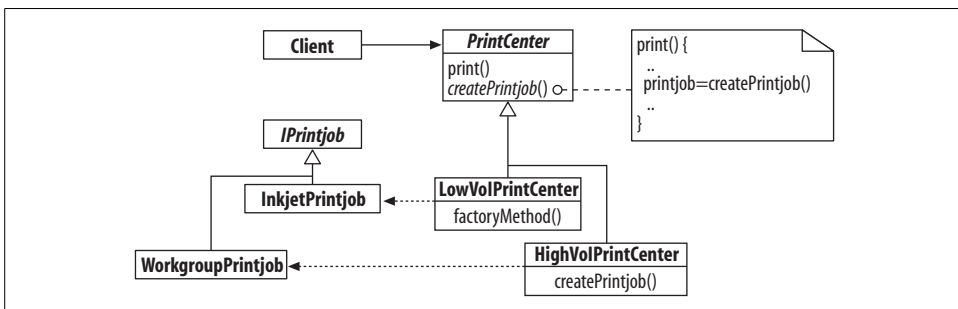 Client
PrintCenter
print()
createPrintjob()
print() {
..
printjob=createPrintjob()
..
}
IPrintjob
InkjetPrintjob
LowVolPrintCenter
factoryMethod()
WorkgroupPrintjob
HighVolPrintCenter
createPrintjob()